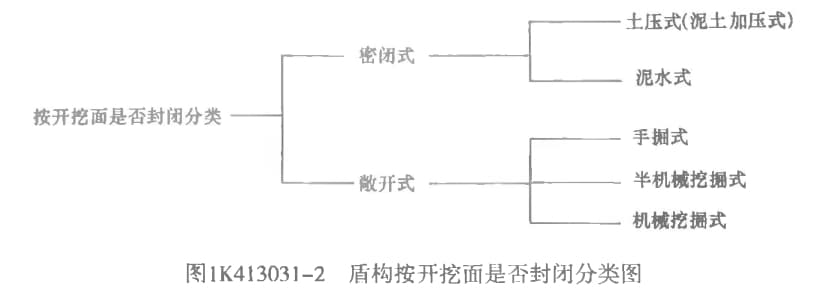 土压式(泥土加压式)
密闭式
泥水式
按开挖面是否封闭分类
手掘式
敞开式
半机械挖掘式
机械挖掘式
图1K413031-2 盾构按开挖面是否封闭分类图